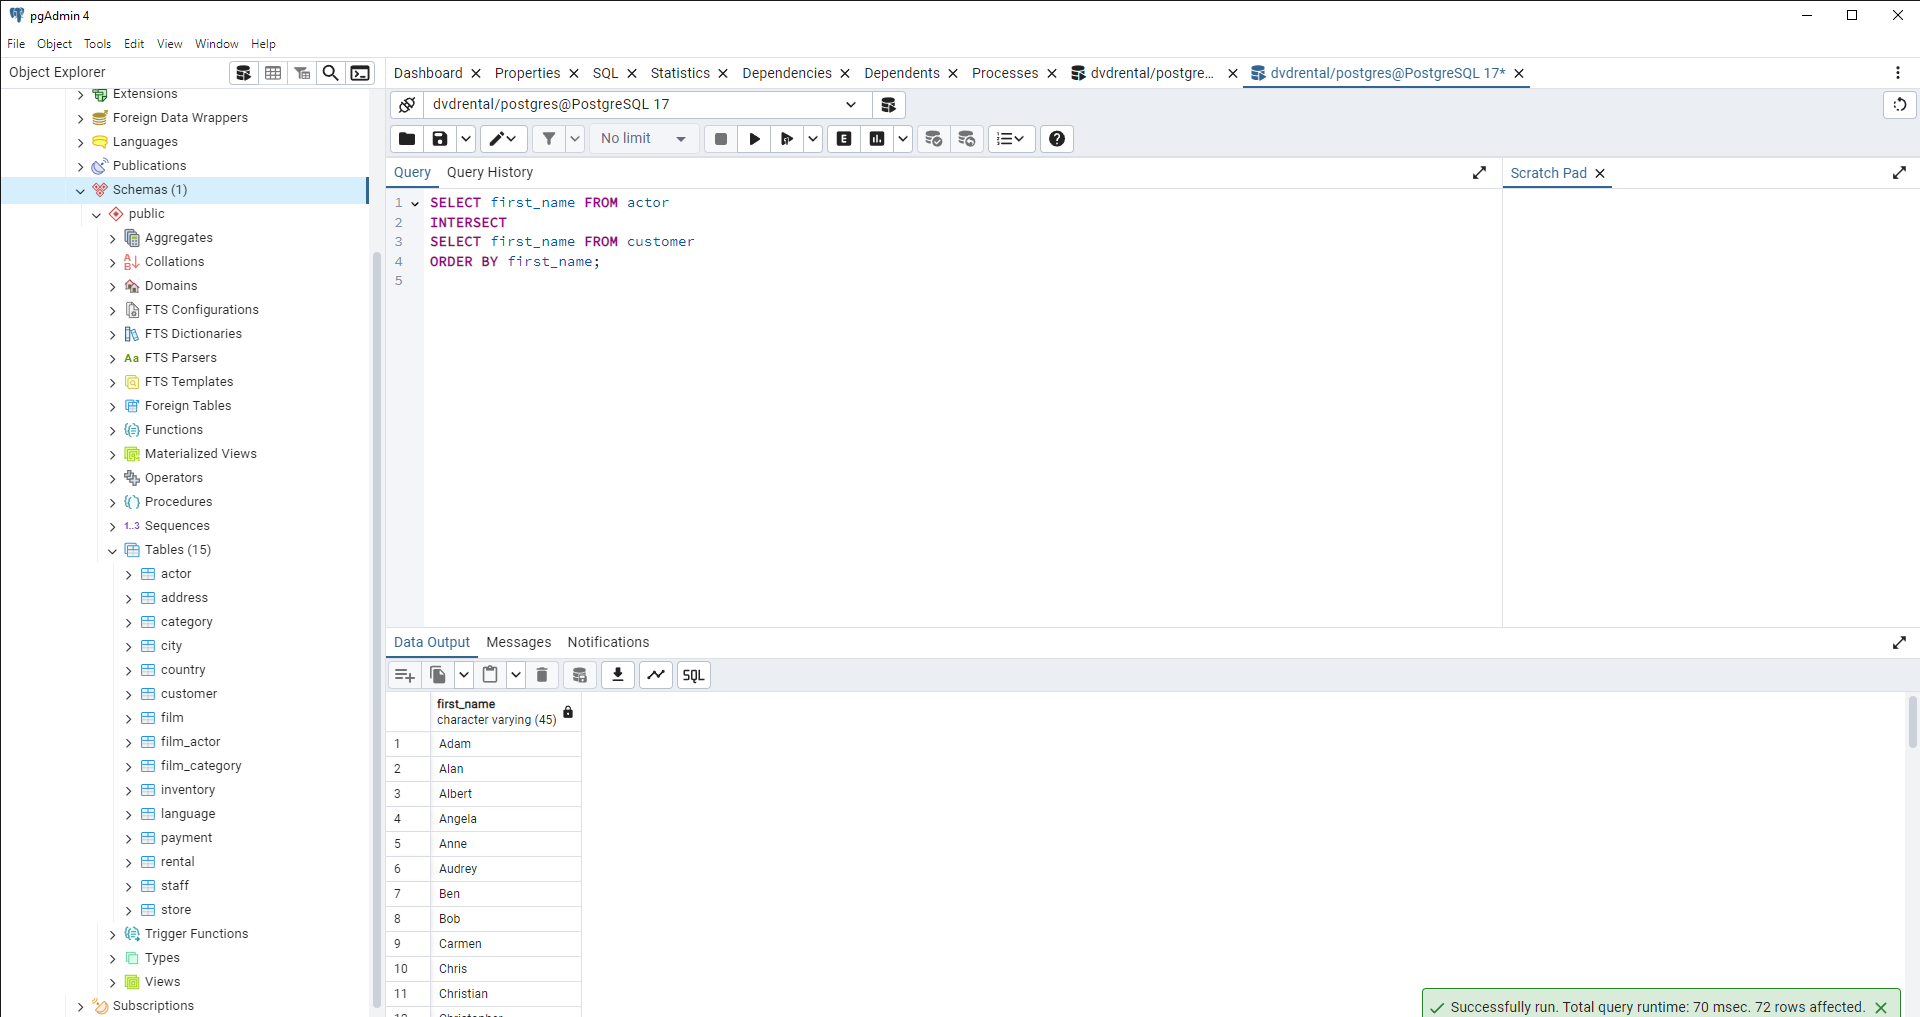 pgAdmin 4
File Object Tools Edit View Window Help
Object Explorer
Extensions
Foreign Data Wrappers
Languages
Publications
Schemas (1)
public
Aggregates
Collations
Domains
FTS Configurations
FTS Dictionaries
Aa FTS Parsers
FTS Templates
Foreign Tables
Functions
Materialized Views
Operators
Procedures
1..3 Sequences
Tables (15)
actor
address
category
city
country
customer
film
film_actor
film_category
inventory
language
payment
rental
staff
store
Trigger Functions
Types
Views
Subscriptions
Dashboard Properties SQL Statistics Dependencies Dependents Processes dvdrental/postgre... dvdrental/postgres@PostgreSQL 17*
dvdrental/postgres@PostgreSQL 17
No limit E
Query Query History
1 SELECT first_name FROM actor
2 INTERSECT
3 SELECT first_name FROM customer
4 ORDER BY first_name;
5
Scratch Pad
Data Output Messages Notifications
SQL
first_name
character varying (45)
1 Adam
2 Alan
3 Albert
4 Angela
5 Anne
6 Audrey
7 Ben
8 Bob
9 Carmen
10 Chris
11 Christian
Successfully run. Total query runtime: 70 msec. 72 rows affected.